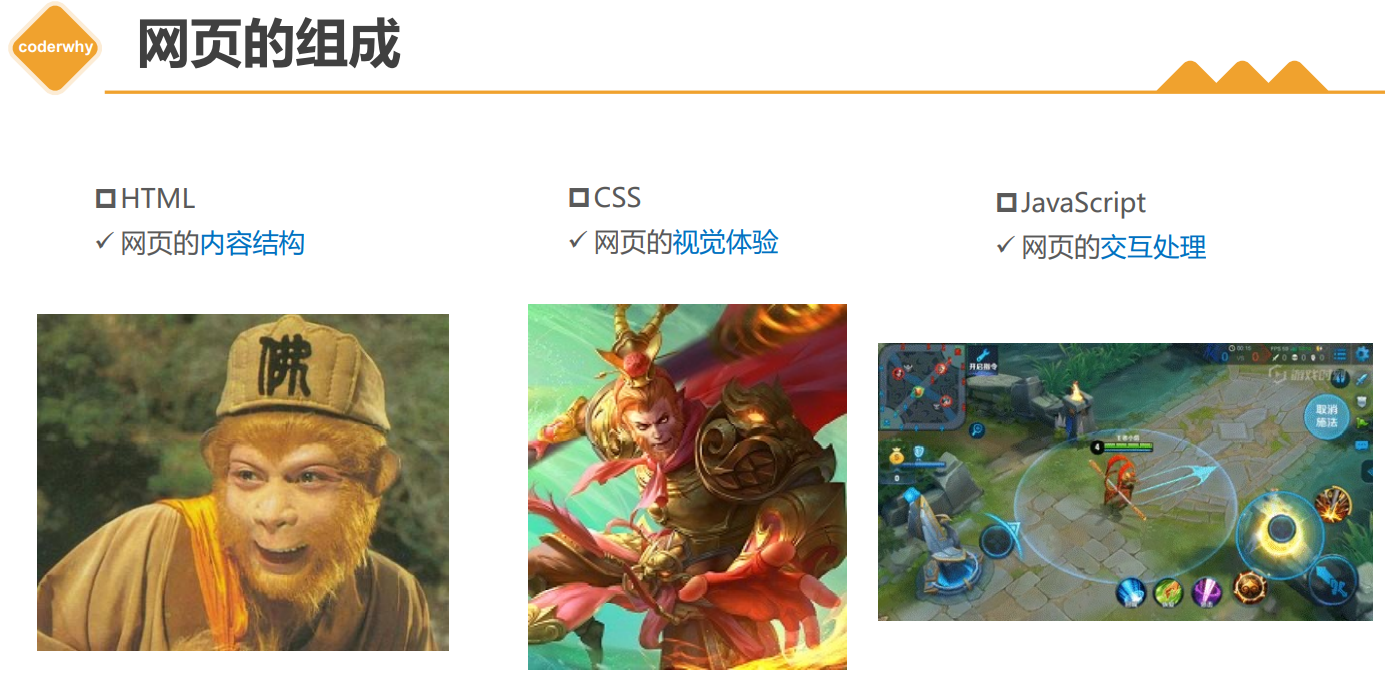 coderwhy
网页的组成
HTML
✓ 网页的内容结构
CSS
✓ 网页的视觉体验
JavaScript
✓ 网页的交互处理
佛
开启指令
取消
施法
4